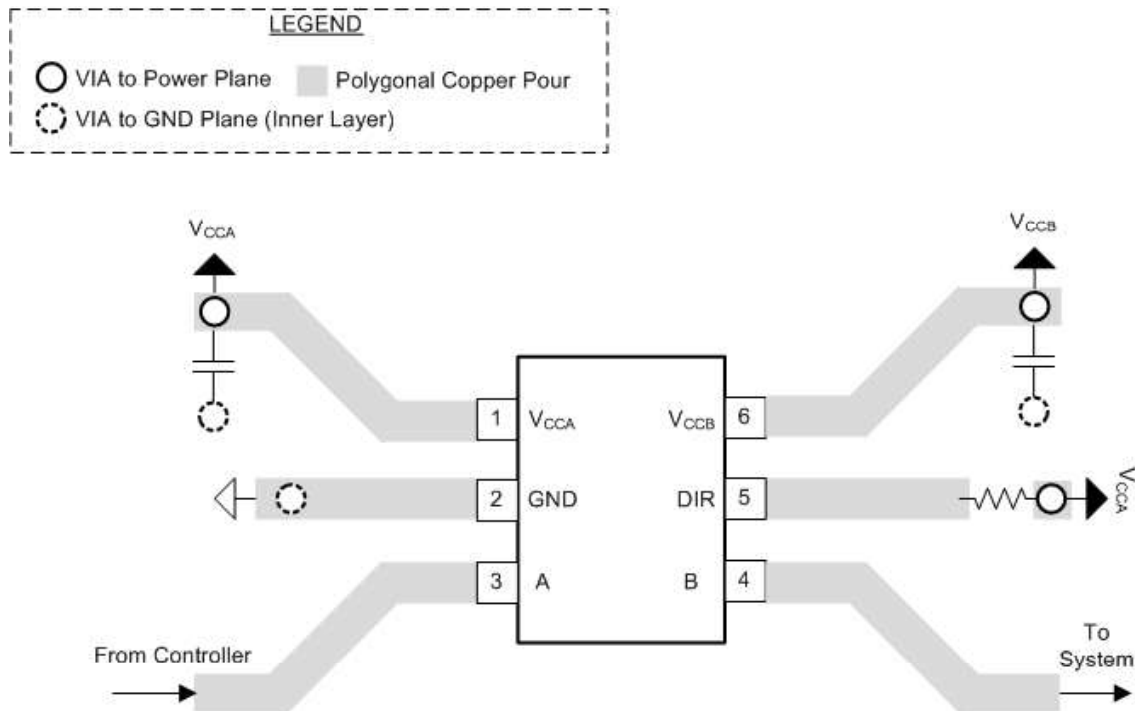 LEGEND
VIA to Power Plane
Polygonal Copper Pour
VIA to GND Plane (Inner Layer)
VCCA
VCCB
1 VCCA
VCCB 6
2 GND
DIR 5
VCCA
3 A
B 4
From Controller
To
System